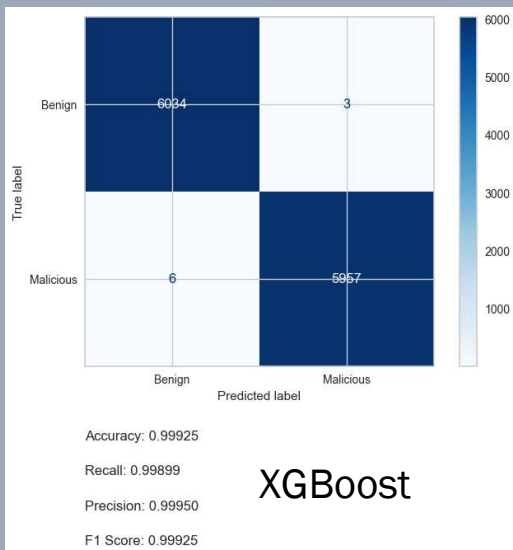 6000
Benign 6034 3
5000
4000
True label
3000
2000
Malicious 6 5957
1000
Benign Malicious
Predicted label
Accuracy: 0.99925
Recall: 0.99899
XGBoost
Precision: 0.99950
F1 Score: 0.99925